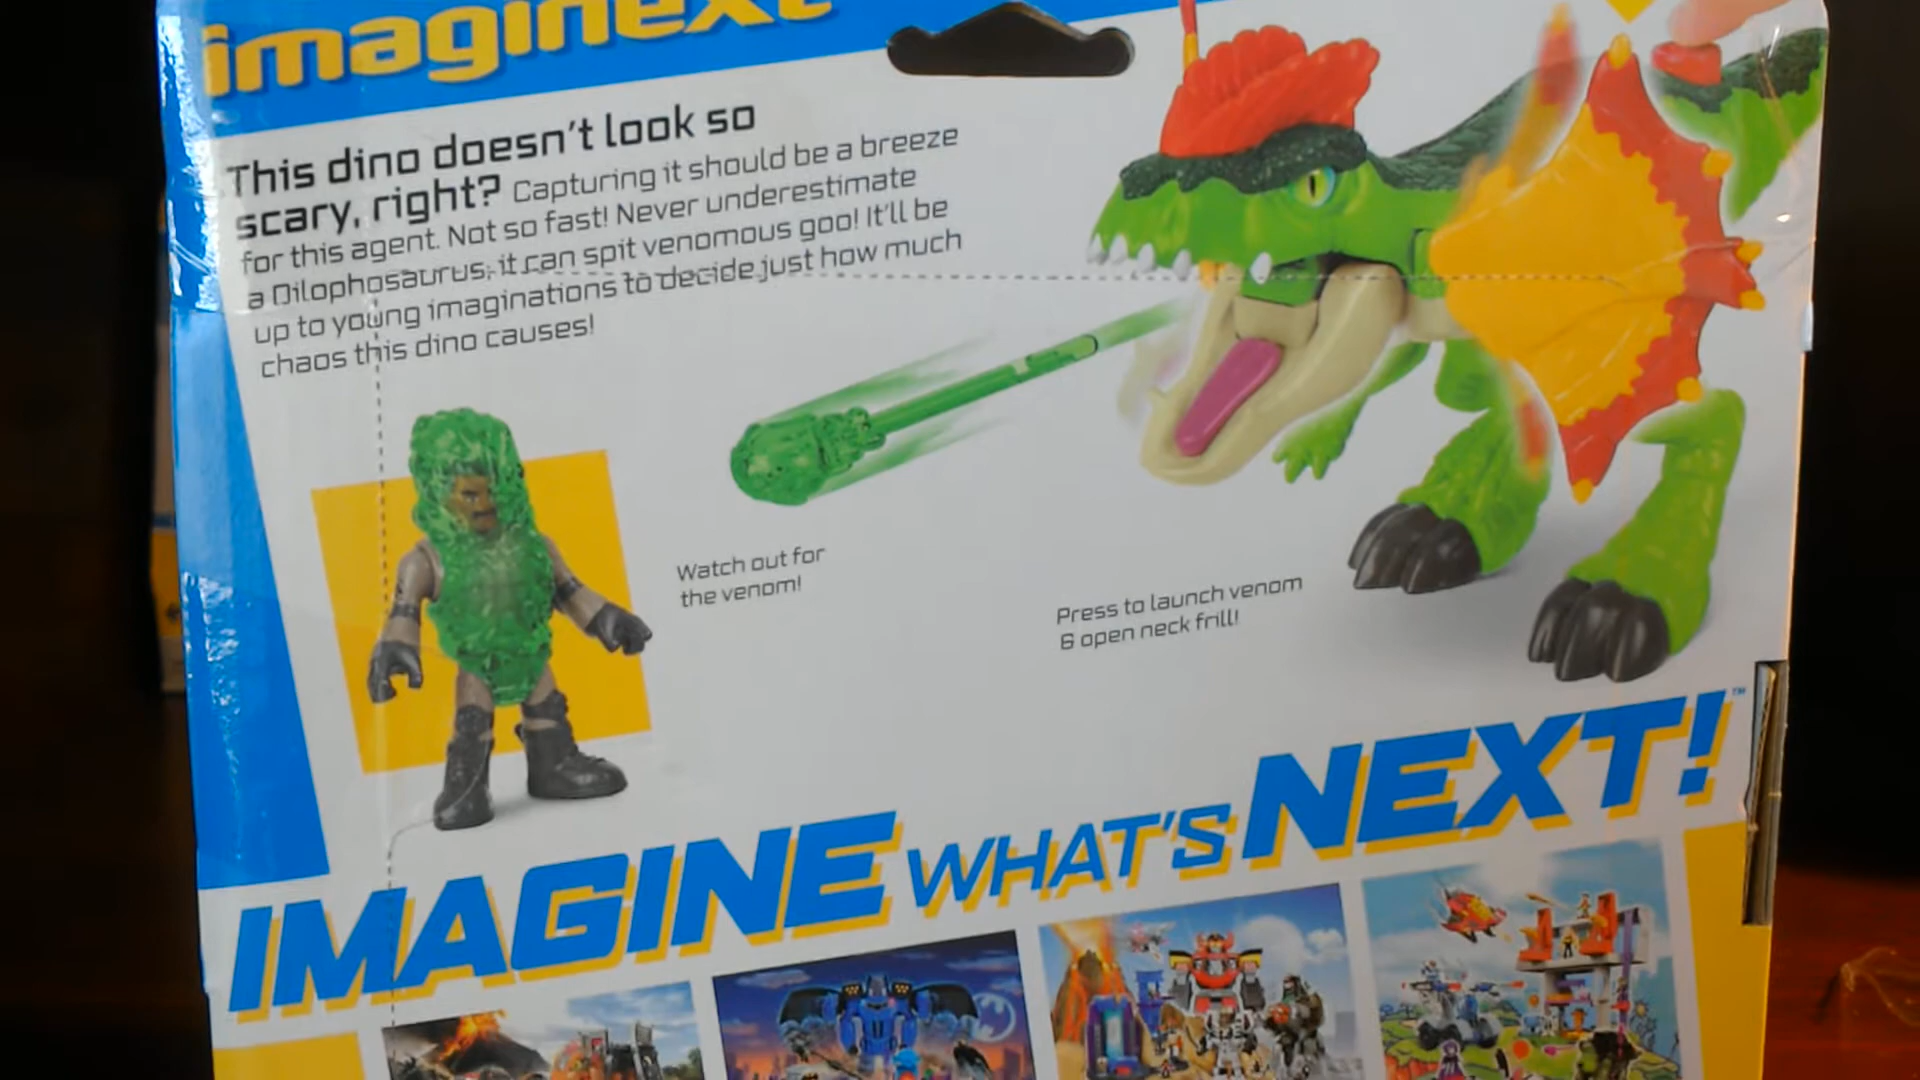 imaginext
This dino doesn't look so
scary, right? Capturing it should be a breeze
for this agent. Not so fast! Never underestimate
a Dilophosaurus; it can spit venomous goo! It'll be
up to young imaginations to decide just how much
chaos this dino causes!
Watch out for
the venom!
Press to launch venom
& open neck frill!
IMAGINE WHAT'S NEXT!™